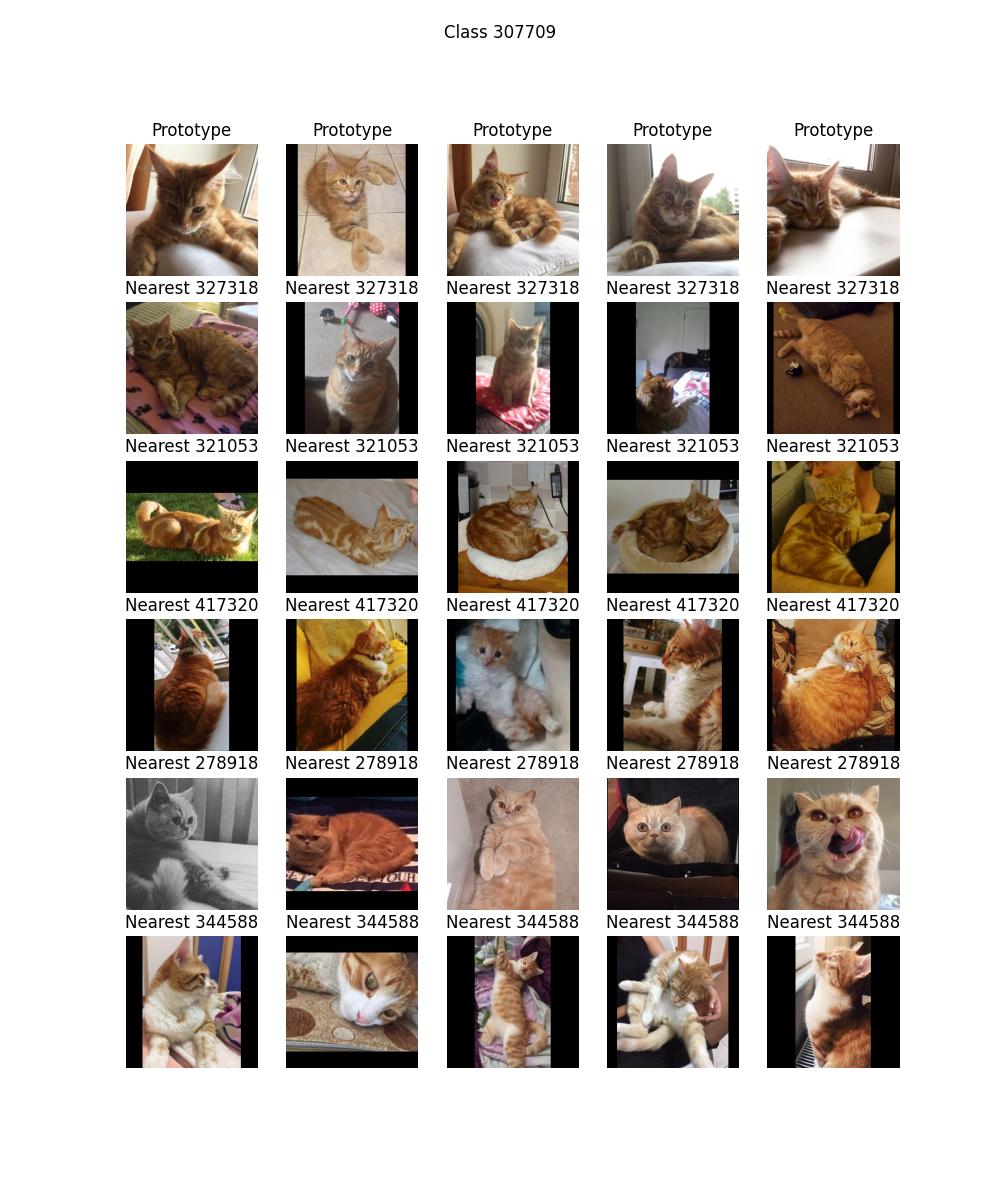 Class 307709
Prototype Prototype Prototype Prototype Prototype
Nearest 327318 Nearest 327318 Nearest 327318 Nearest 327318 Nearest 327318
Nearest 321053 Nearest 321053 Nearest 321053 Nearest 321053 Nearest 321053
Nearest 417320 Nearest 417320 Nearest 417320 Nearest 417320 Nearest 417320
Nearest 278918 Nearest 278918 Nearest 278918 Nearest 278918 Nearest 278918
Nearest 344588 Nearest 344588 Nearest 344588 Nearest 344588 Nearest 344588